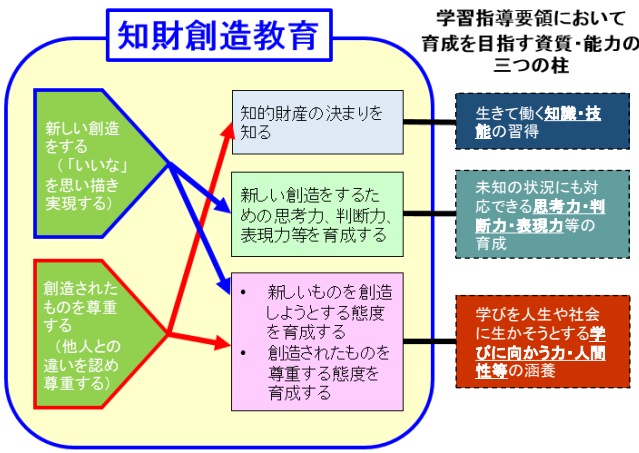 知財創造教育
学習指導要領において
育成を目指す資質・能力の
三つの柱
新しい創造
をする
（「いいな」
を思い描き
実現する）
創造された
ものを尊重
する
（他人との
違いを認め
尊重する）
知的財産の決まりを
知る
新しい創造をするた
めの思考力、判断力、
表現力等を育成する
• 新しいものを創造
しようとする態度
を育成する
• 創造されたものを
尊重する態度を
育成する
生きて働く知識・技
能の習得
未知の状況にも対
応できる思考力・判
断力・表現力等の
育成
学びを人生や社会
に生かそうとする学
びに向かう力・人間
性等の涵養